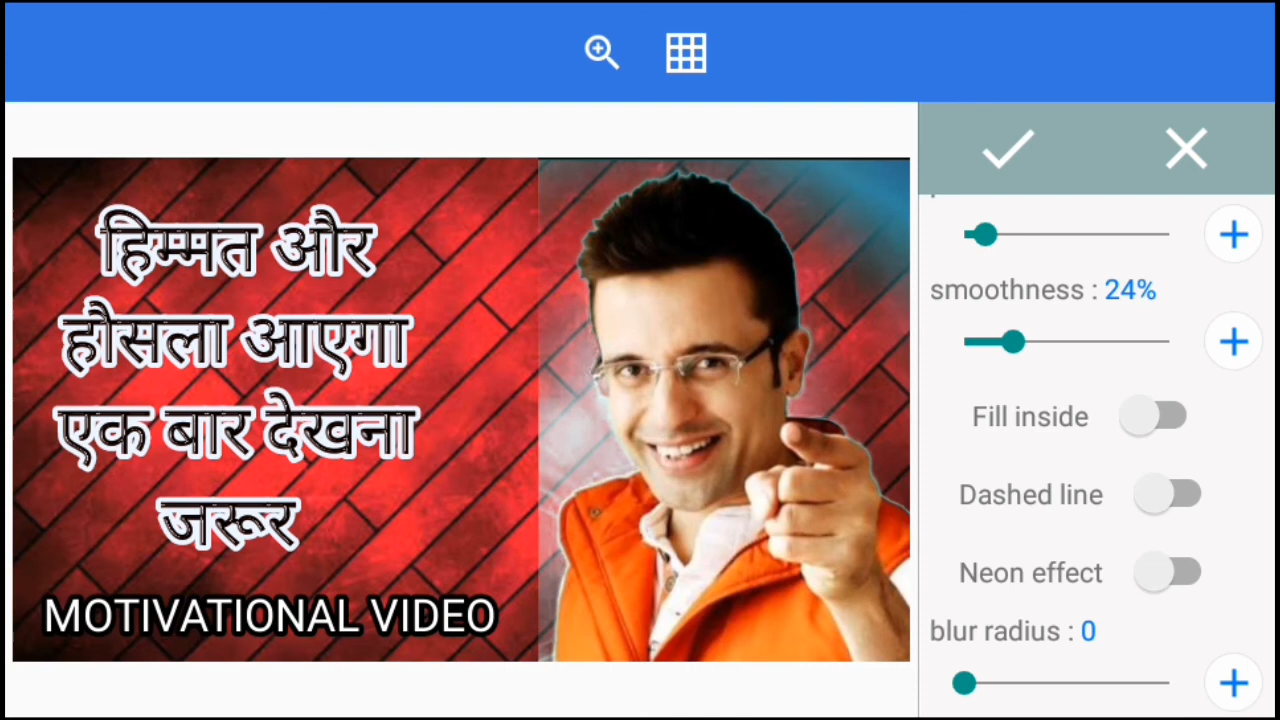 हिम्मत और
हौसला आएगा
एक बार देखना
जरूर
MOTIVATIONAL VIDEO
smoothness : 24%
Fill inside
Dashed line
Neon effect
blur radius : 0